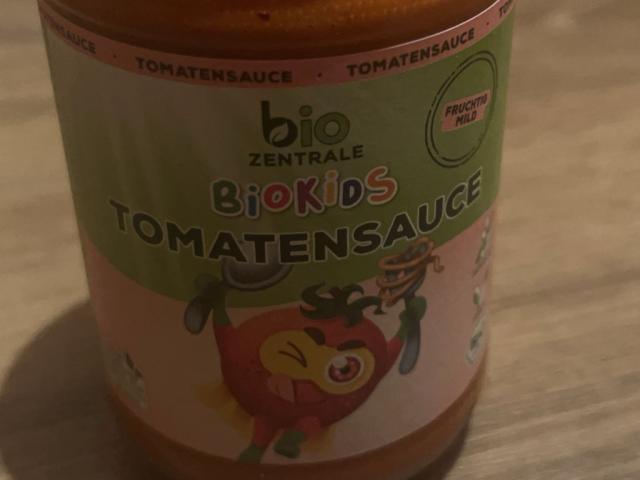 TOMATENSAUCE · TOMATENSAUCE
FRUCHTIG
MILD
bio
ZENTRALE
BiOKiDS
TOMATENSAUCE